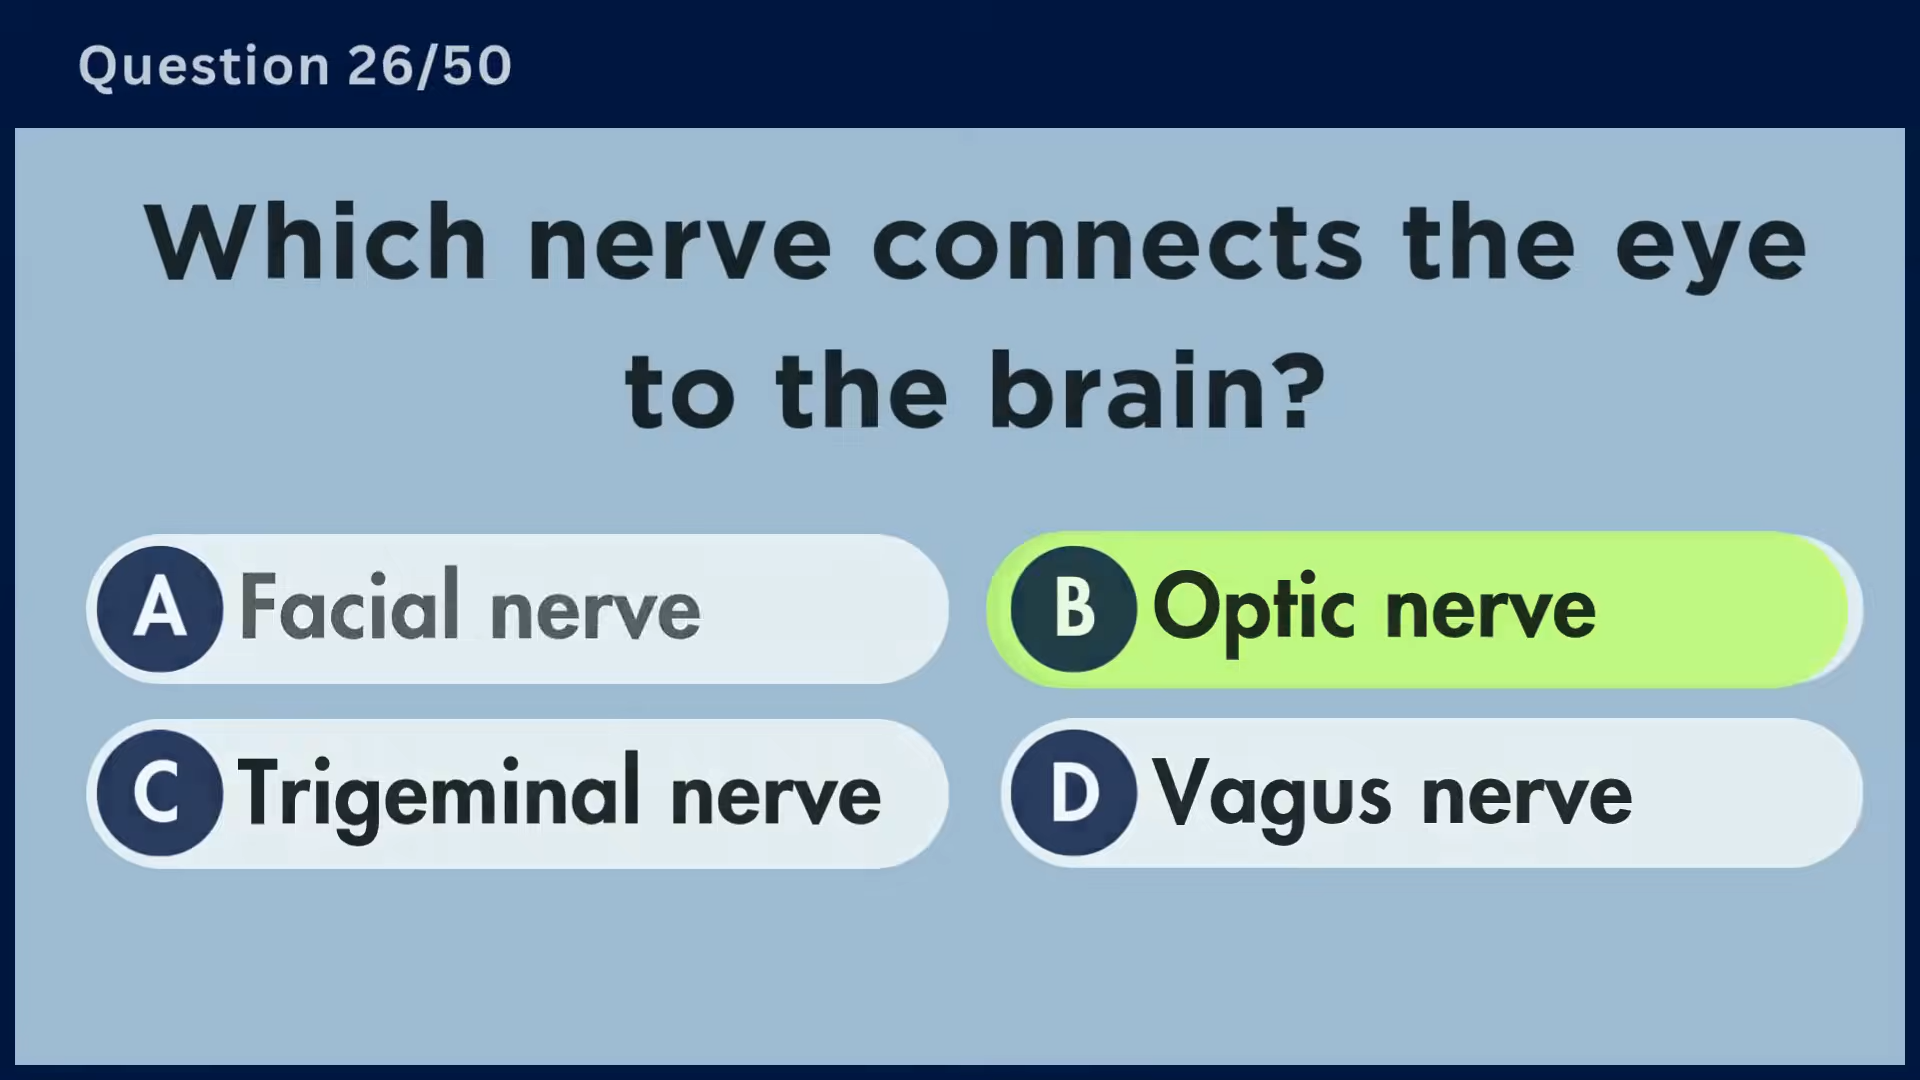 Question 26/50
Which nerve connects the eye
to the brain?
A Facial nerve
B Optic nerve
C Trigeminal nerve
D Vagus nerve